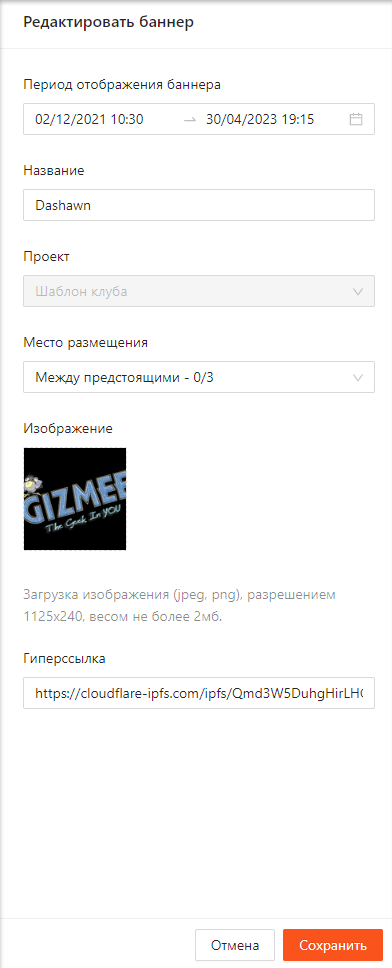 Редактировать баннер
Период отображения баннера
02/12/2021 10:30 → 30/04/2023 19:15
Название
Dashawn
Проект
Шаблон клуба
Место размещения
Между предстоящими - 0/3
Изображение
GIZMEE
The Geek In YOU
Загрузка изображения (jpeg, png), разрешением
1125x240, весом не более 2мб.
Гиперссылка
https://cloudflare-ipfs.com/ipfs/Qmd3W5DuhgHirLH
Отмена Сохранить